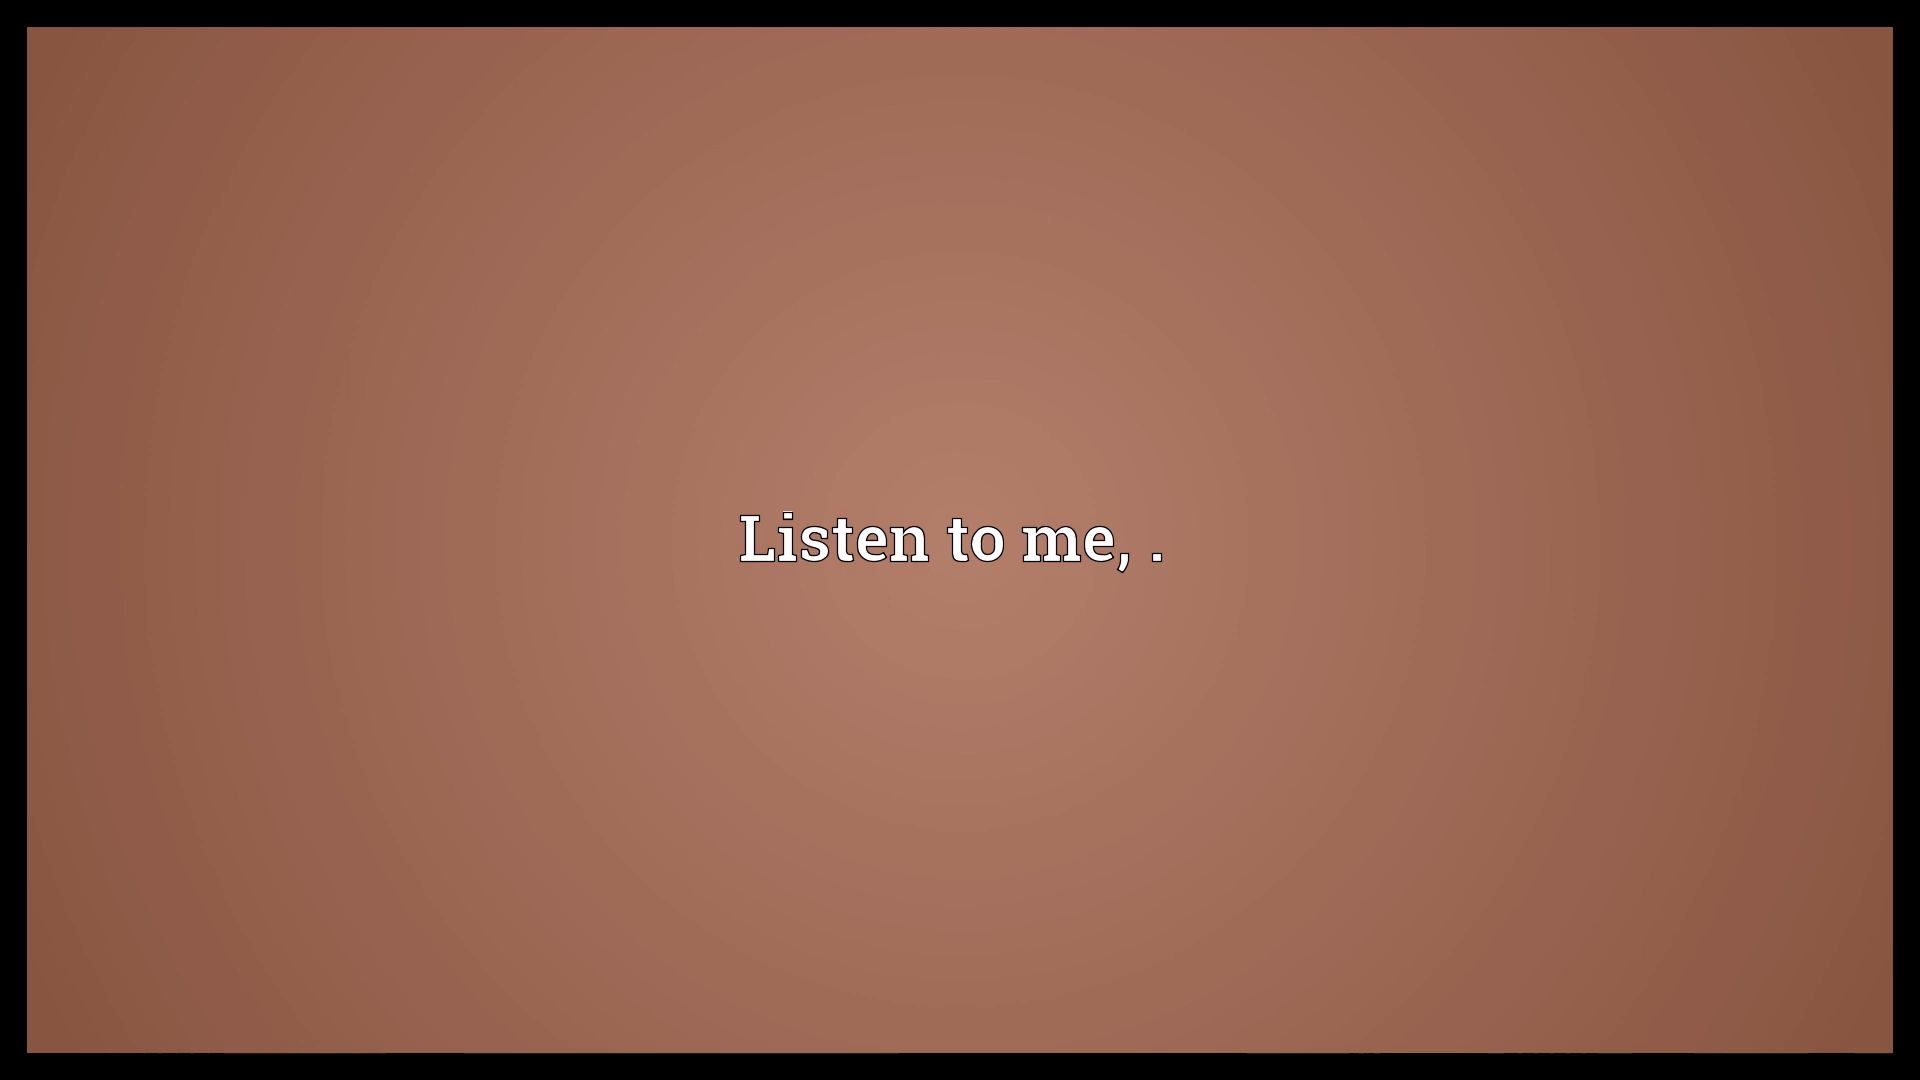 Listen to me, .